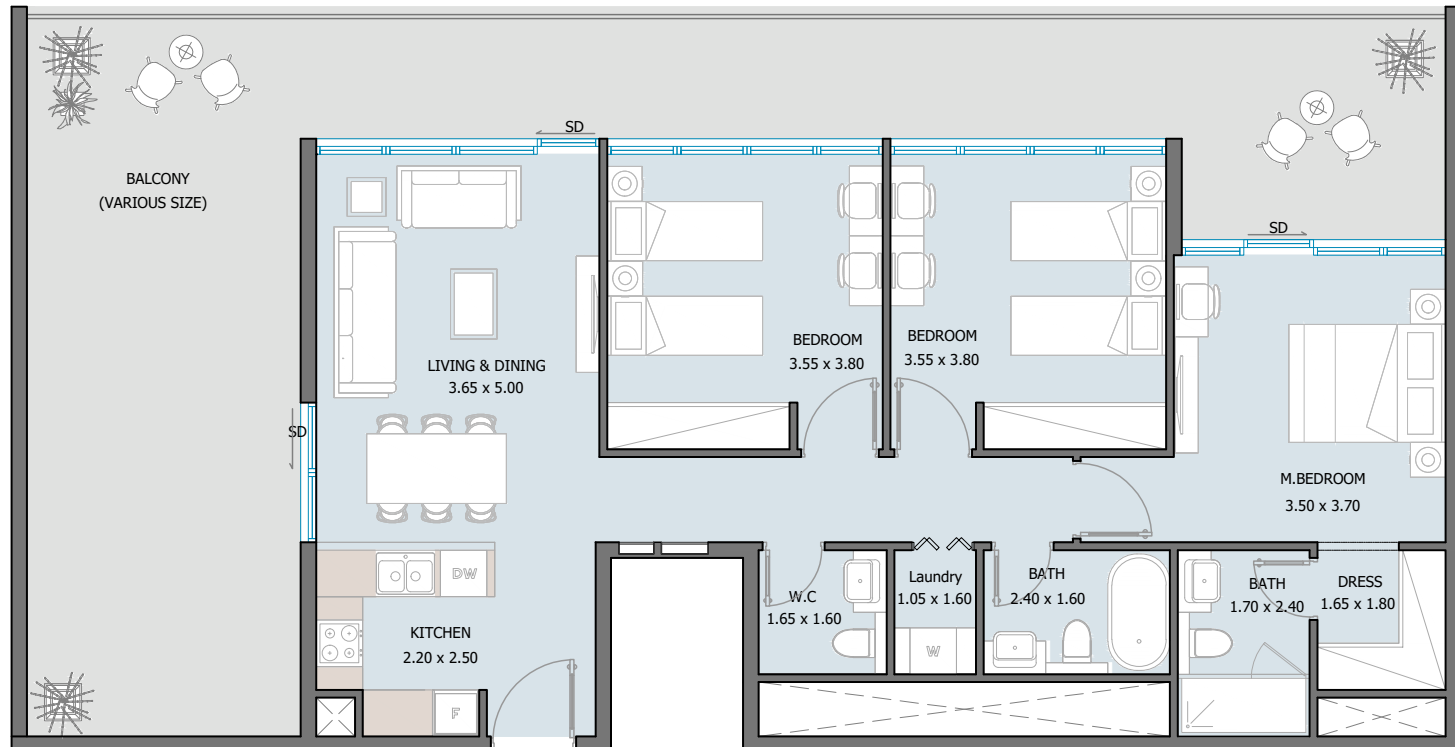 SD
BALCONY
(VARIOUS SIZE)
SD
BEDROOM
3.55 x 3.80
BEDROOM
3.55 x 3.80
LIVING & DINING
3.65 x 5.00
SD
M.BEDROOM
3.50 x 3.70
DW
KITCHEN
2.20 x 2.50
F
W.C
1.65 x 1.60
Laundry
1.05 x 1.60
W
BATH
2.40 x 1.60
BATH
1.70 x 2.40
DRESS
1.65 x 1.80